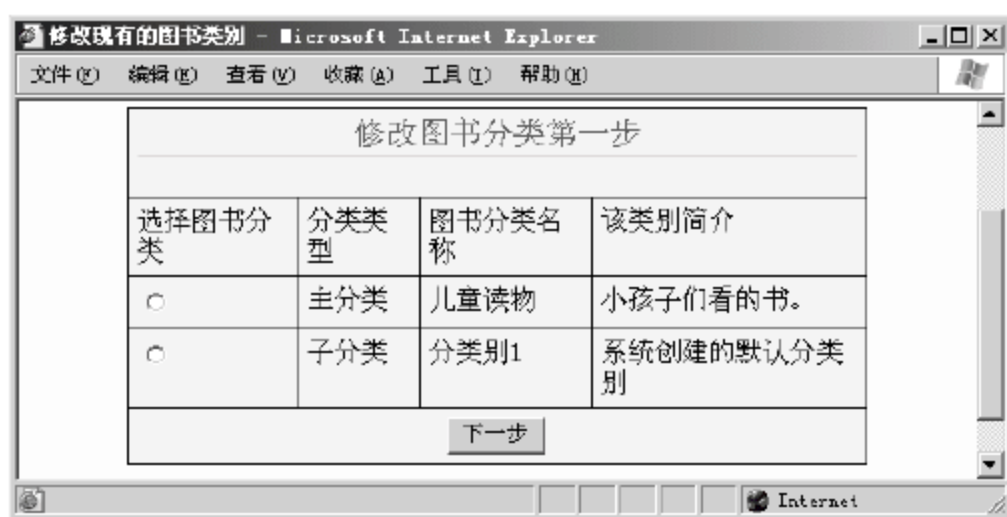 修改现有的图书类别 - Microsoft Internet Explorer
文件(F) 编辑(E) 查看(V) 收藏(A) 工具(T) 帮助(H)
修改图书分类第一步
选择图书分类 分类类型 图书分类名称 该类别简介
主分类 儿童读物 小孩子们看的书。
子分类 分类别1 系统创建的默认分类别
下一步
Internet